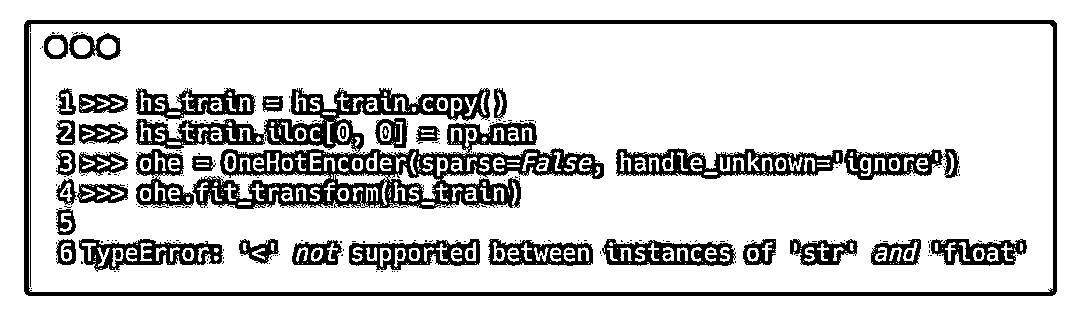 1 >>> hs_train = hs_train.copy()
2 >>> hs_train.iloc[0, 0] = np.nan
3 >>> ohe = OneHotEncoder(sparse=False, handle_unknown='ignore')
4 >>> ohe.fit_transform(hs_train)
5
6 TypeError: '<' not supported between instances of 'str' and 'float'